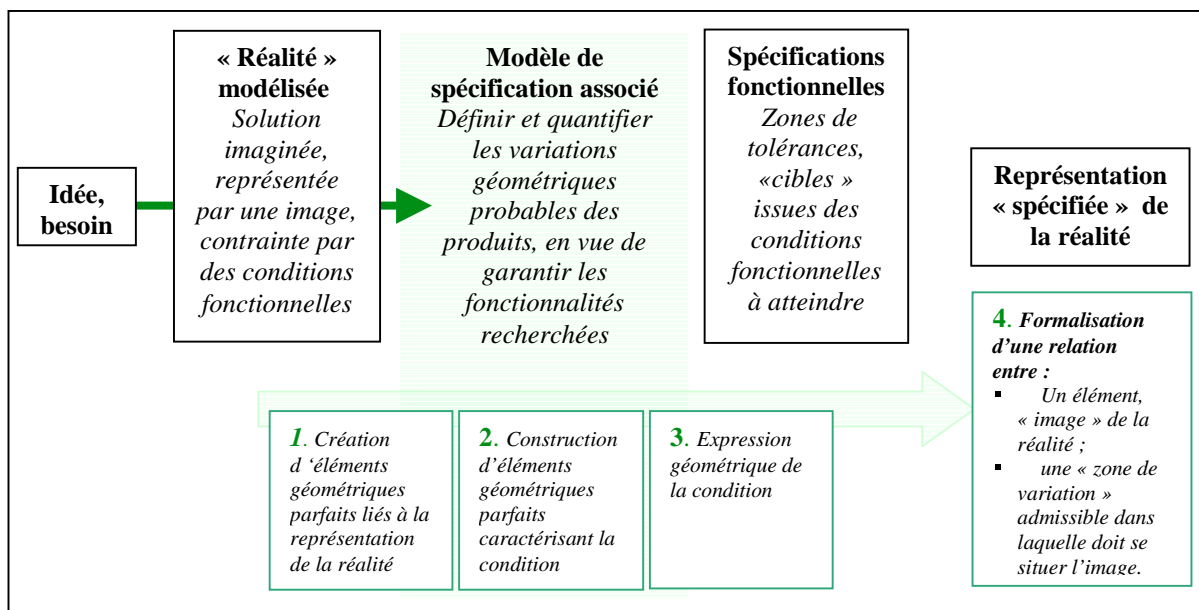 Idée,
besoin
« Réalité »
modélisée
Solution
imaginée,
représentée
par une image,
contrainte par
des conditions
fonctionnelles
Modèle de
spécification associé
Définir et quantifier
les variations
géométriques
probables des
produits, en vue de
garantir les
fonctionnalités
recherchées
Spécifications
fonctionnelles
Zones de
tolérances,
«cibles »
issues des
conditions
fonctionnelles
à atteindre
Représentation
« spécifiée » de
la réalité
1. Création
d ‘éléments
géométriques
parfaits liés à la
représentation
de la réalité
2. Construction
d’éléments
géométriques
parfaits
caractérisant la
condition
3. Expression
géométrique de
la condition
4. Formalisation
d’une relation
entre :
▪ Un élément,
« image » de la
réalité ;
▪ une « zone de
variation »
admissible dans
laquelle doit se
situer l’image.